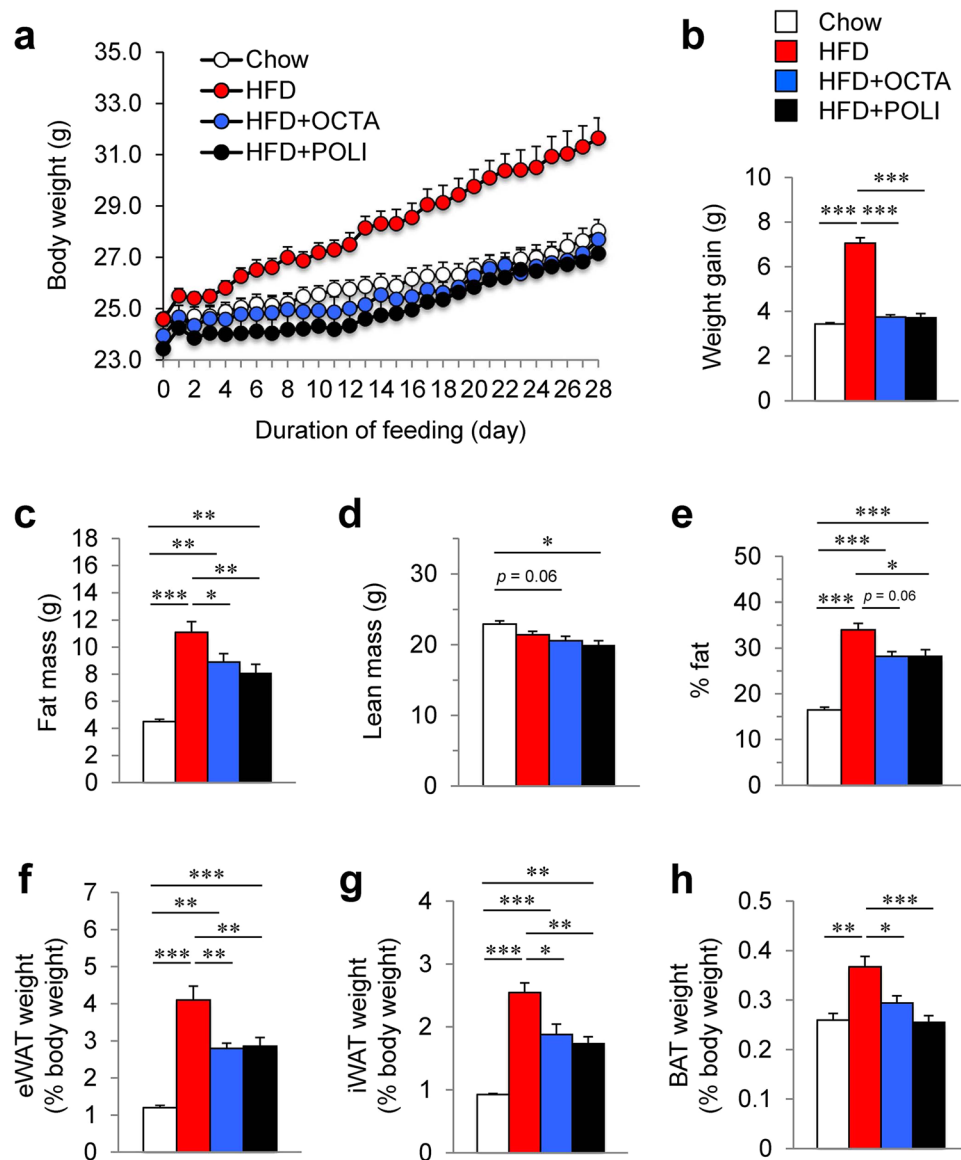 a
35.0
33.0
31.0
29.0
27.0
25.0
23.0
Body weight (g)
Chow
HFD
HFD+OCTA
HFD+POLI
0 2 4 6 8 10 12 14 16 18 20 22 24 26 28
Duration of feeding (day)
b
Chow
HFD
HFD+OCTA
HFD+POLI
10
8
6
4
2
0
Weight gain (g)
***
*** ***
c
18
16
14
12
10
8
6
4
2
0
Fat mass (g)
**
**
**
*** *
d
30
20
10
0
Lean mass (g)
*
p = 0.06
e
50
40
30
20
10
0
% fat
***
***
*
*** p = 0.06
f
7
6
5
4
3
2
1
0
eWAT weight
(% body weight)
***
**
**
*** **
g
4
3
2
1
0
iWAT weight
(% body weight)
**
***
**
*** *
h
0.5
0.4
0.3
0.2
0.1
0
BAT weight
(% body weight)
***
** *